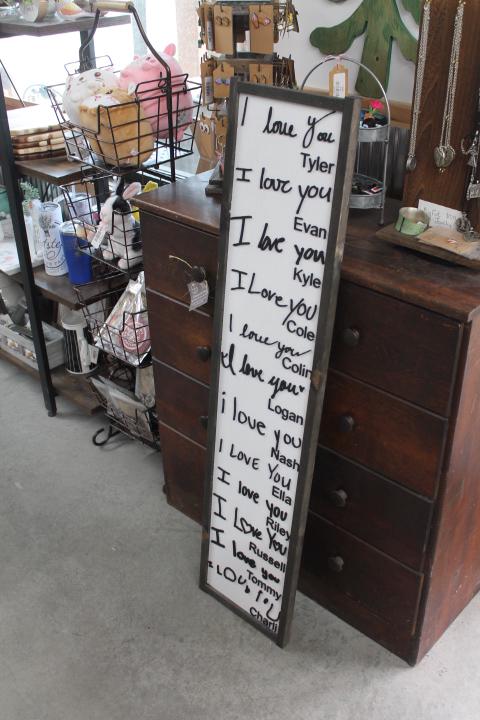 I love you
Tyler
I love you
Evan
I love you
Kyle
I Love you
Cole
I love you
Colin
I love you
Logan
i love you
Nash
I LOVE YOU
Ella
I love you
Riley
I Love You
Russell
I love you
Tommy
I LOVE YOU
Charli